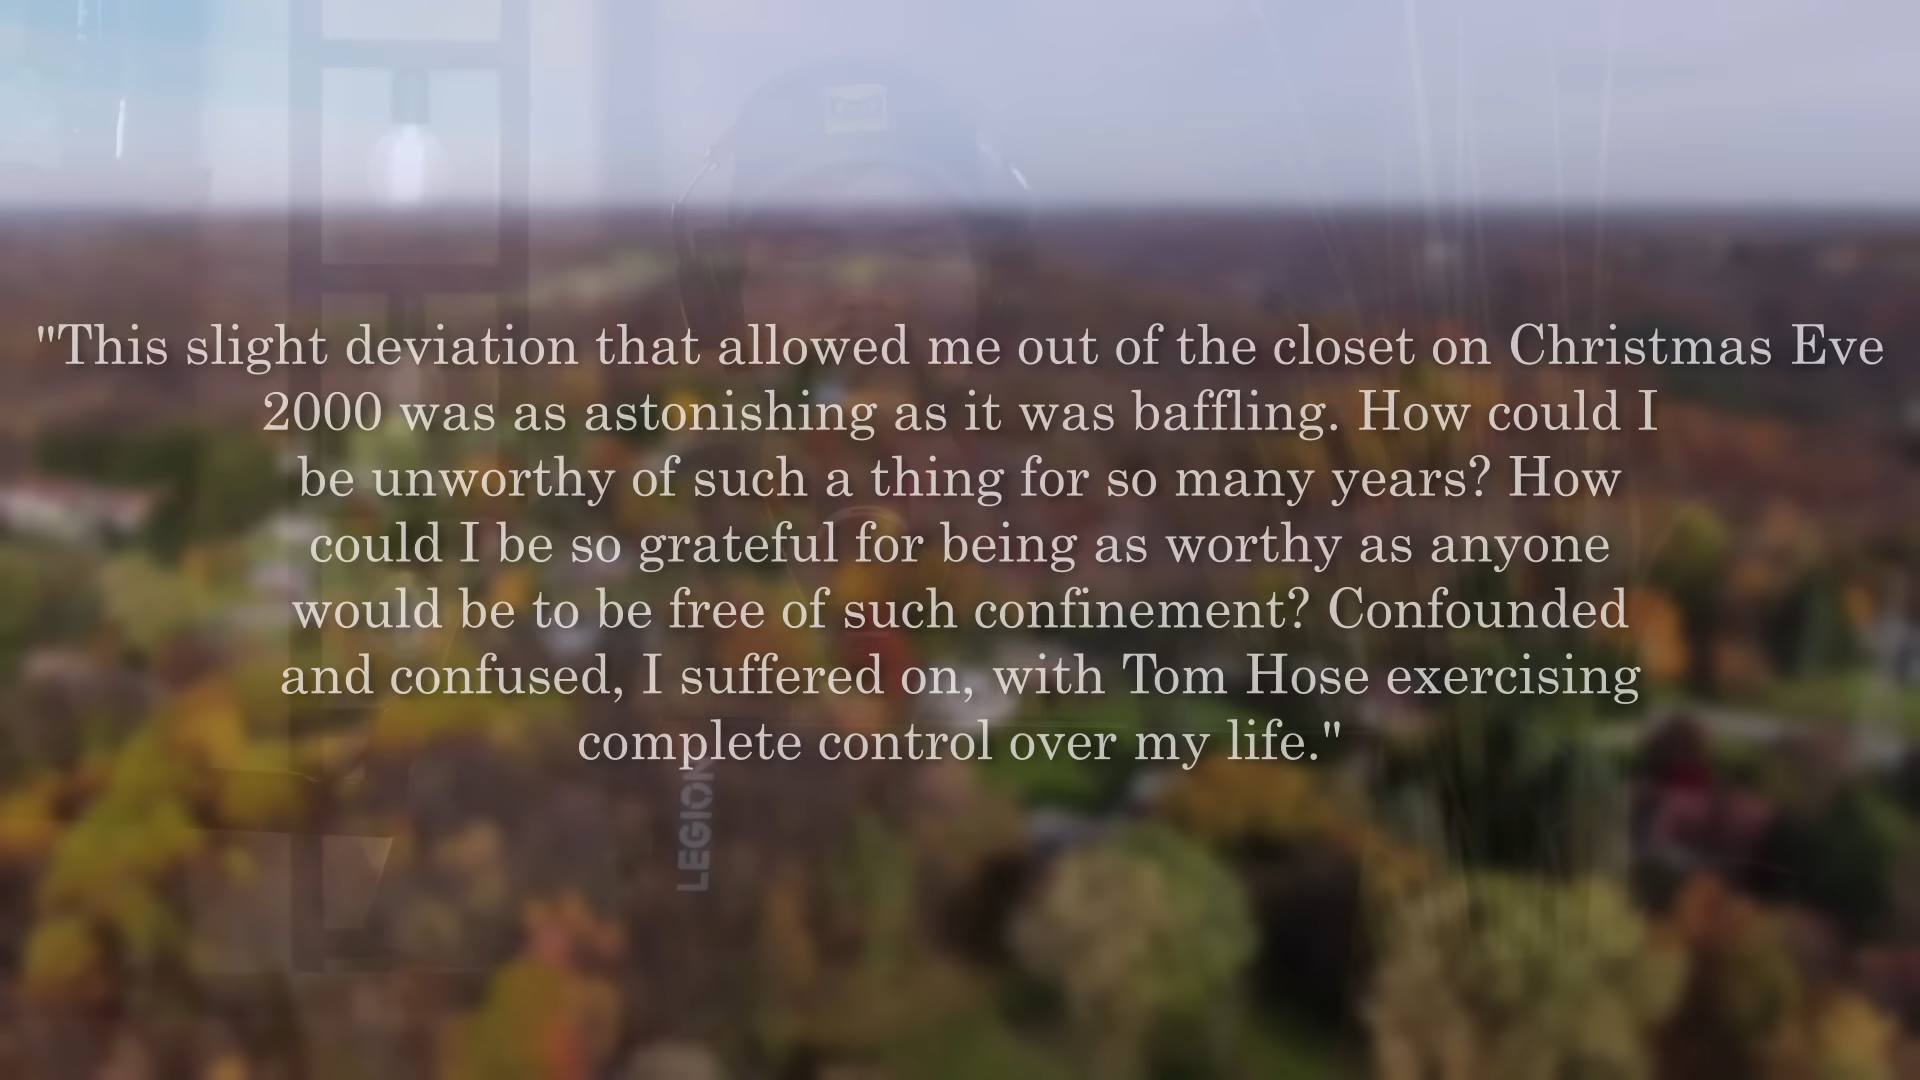 "This slight deviation that allowed me out of the closet on Christmas Eve
2000 was as astonishing as it was baffling. How could I
be unworthy of such a thing for so many years? How
could I be so grateful for being as worthy as anyone
would be to be free of such confinement? Confounded
and confused, I suffered on, with Tom Hose exercising
complete control over my life."
LEGION